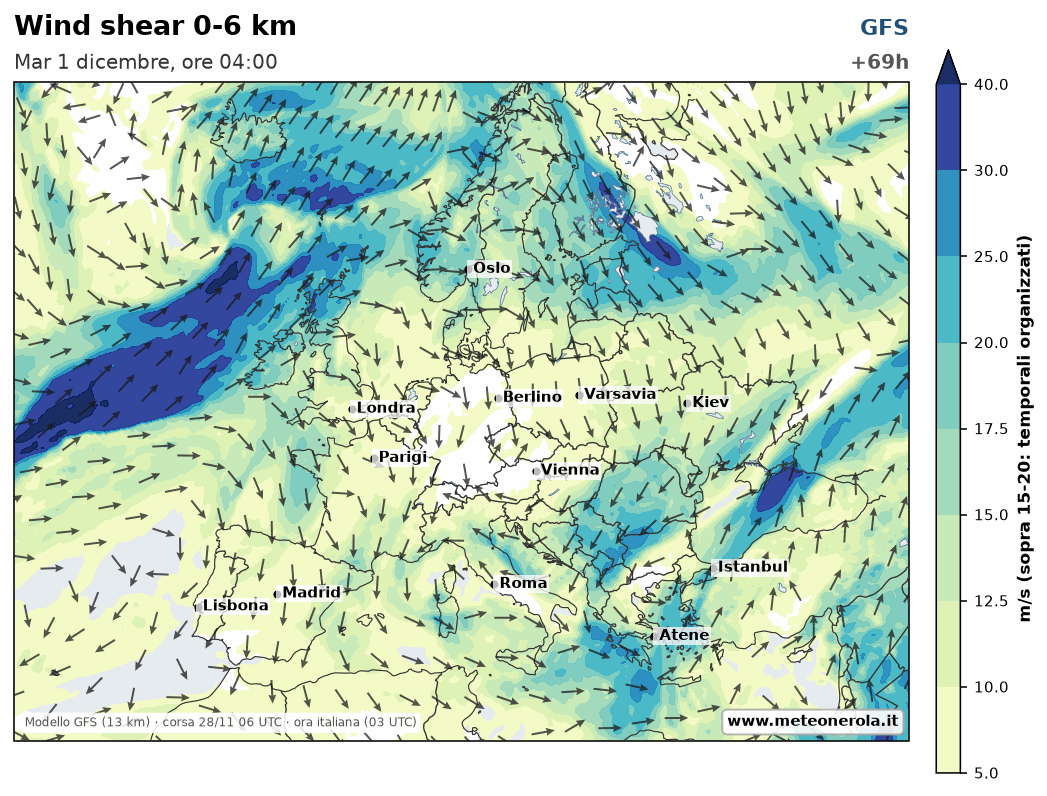 Wind shear 0-6 km
GFS
Mar 1 dicembre, ore 04:00
+69h
40.0
30.0
25.0
20.0
17.5
15.0
12.5
10.0
5.0
m/s (sopra 15-20: temporali organizzati)
Oslo
Berlino
Varsavia
Kiev
Londra
Parigi
Vienna
Istanbul
Roma
Madrid
Lisbona
Atene
Modello GFS (13 km) · corsa 28/11 06 UTC · ora italiana (03 UTC)
www.meteonerola.it